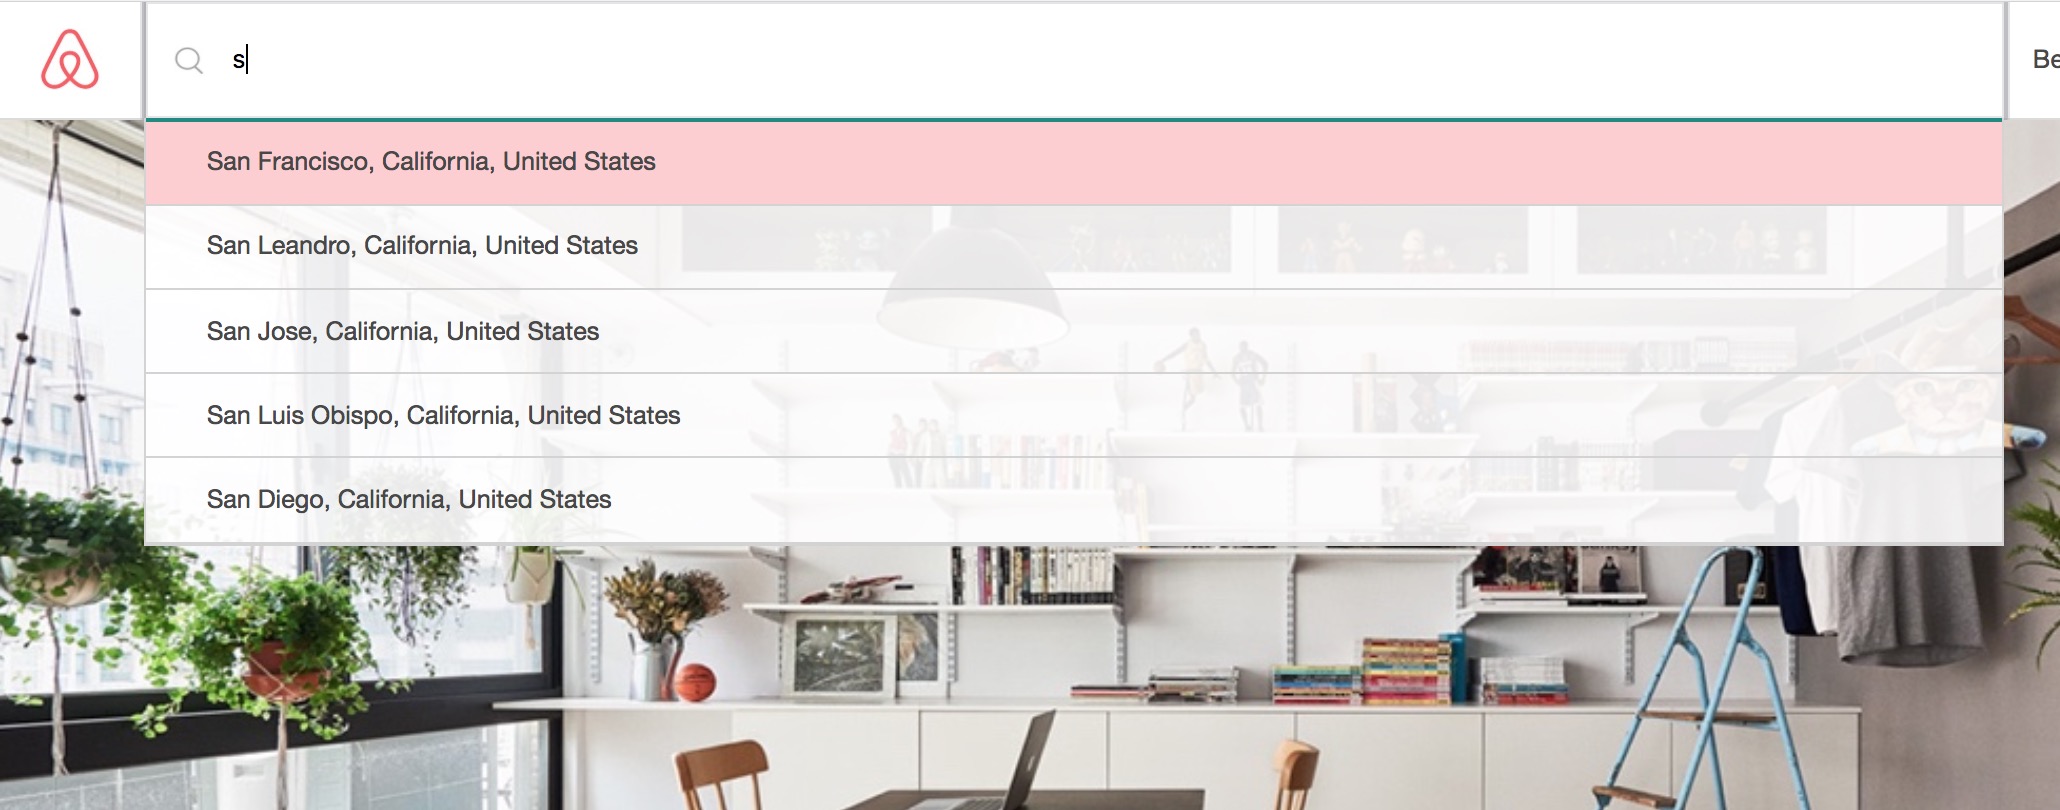 s
Be
San Francisco, California, United States
San Leandro, California, United States
San Jose, California, United States
San Luis Obispo, California, United States
San Diego, California, United States